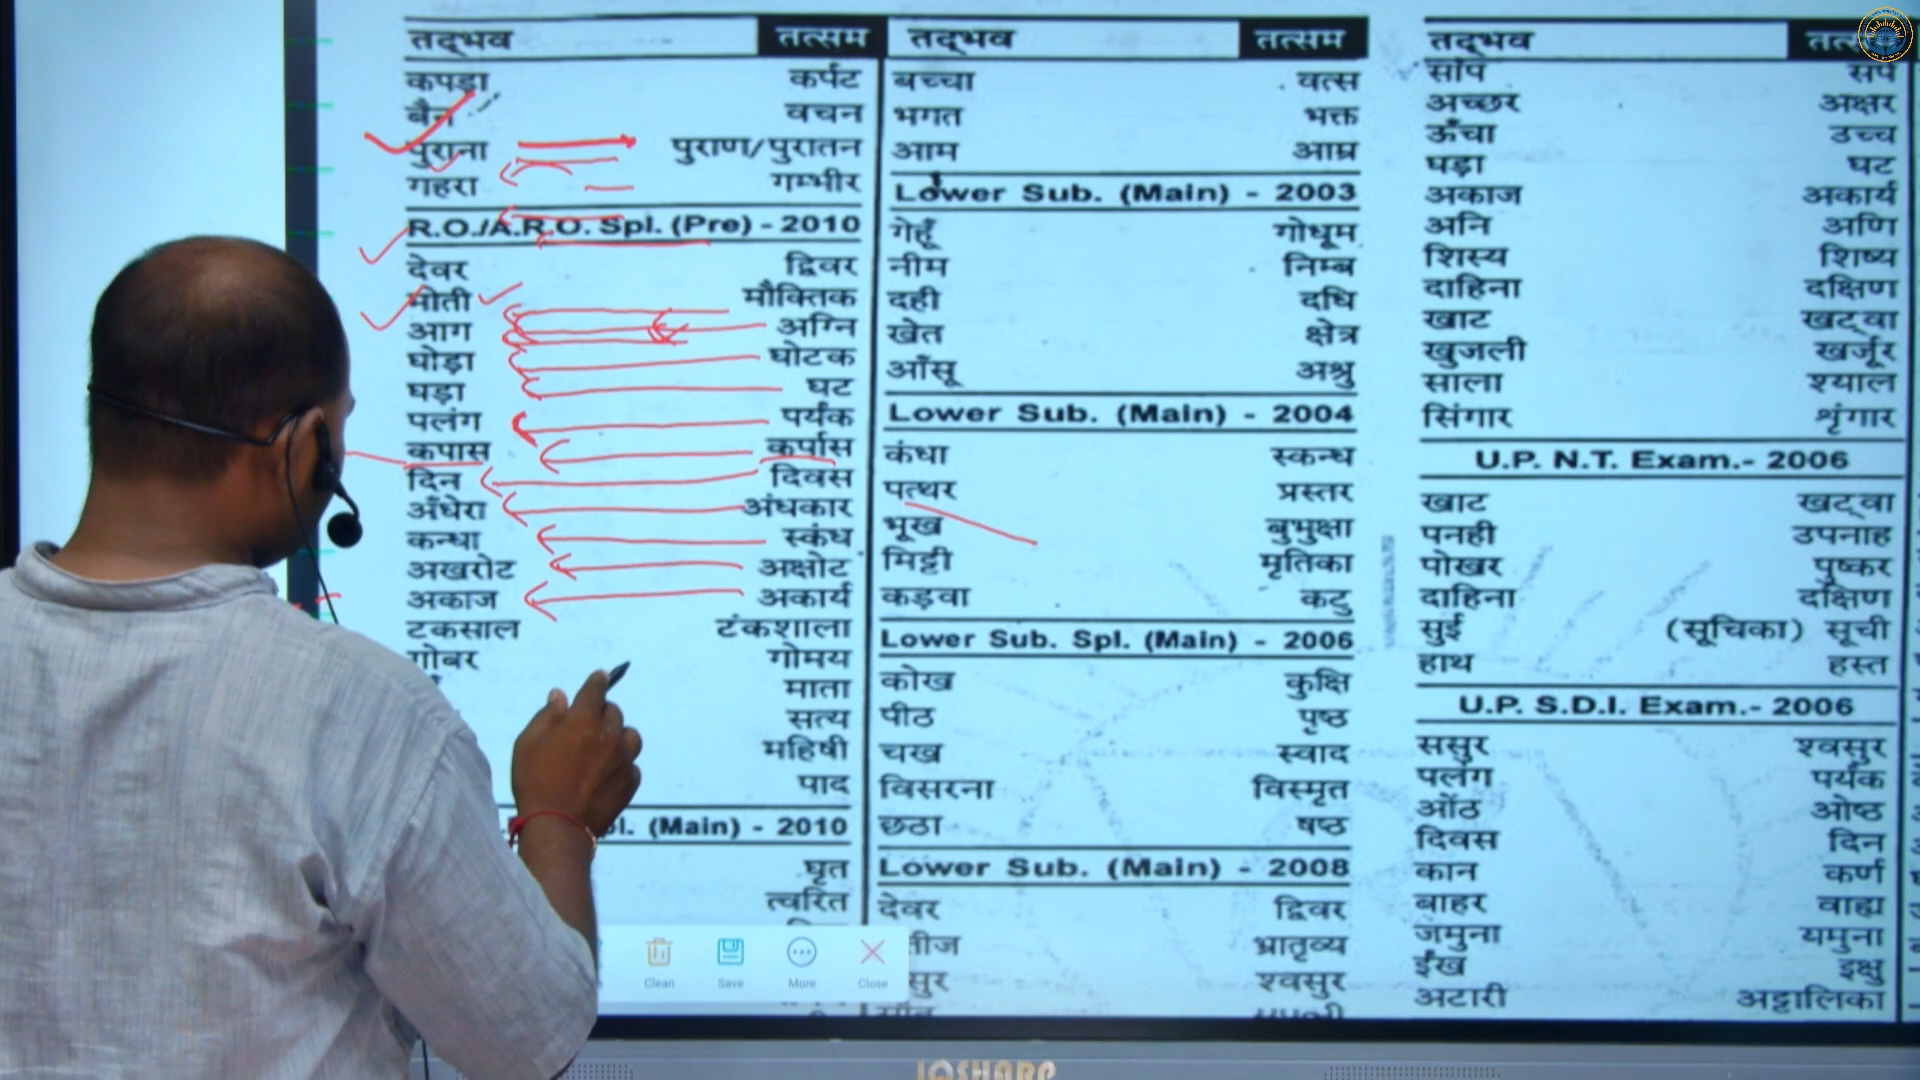 तद्भव तत्सम
कपड़ा कर्पट
बैन वचन
पुराना पुराण/पुरातन
गहरा गम्भीर
R.O./A.R.O. Spl. (Pre) - 2010
देवर द्विवर
मोती मौक्तिक
आग अग्नि
घोड़ा घोटक
घड़ा घट
पलंग पर्यंक
कपास कर्पास
दिन दिवस
अँधेरा अंधकार
कन्धा स्कंध
अखरोट अक्षोट
अकाज अकार्य
टकसाल टंकशाला
गोबर गोमय
माता
सत्य
महिषी
पाद
(Main) - 2010
घृत
त्वरित
तद्भव तत्सम
बच्चा वत्स
भगत भक्त
आम आम्र
Lower Sub. (Main) - 2003
गेहूँ गोधूम
नीम निम्ब
दही दधि
खेत क्षेत्र
आँसू अश्रु
Lower Sub. (Main) - 2004
कंधा स्कन्ध
पत्थर प्रस्तर
भूख बुभुक्षा
मिट्टी मृतिका
कड़वा कटु
Lower Sub. Spl. (Main) - 2006
कोख कुक्षि
पीठ पृष्ठ
चख स्वाद
विसरना विस्मृत
छठा षष्ठ
Lower Sub. (Main) - 2008
देवर द्विवर
भ्रातृव्य
श्वसुर
तद्भव
साँप सर्प
अच्छर अक्षर
ऊँचा उच्च
घड़ा घट
अकाज अकार्य
अनि अणि
शिस्य शिष्य
दाहिना दक्षिण
खाट खट्वा
खुजली खर्जूर
साला श्याल
सिंगार शृंगार
U.P. N.T. Exam.- 2006
खाट खट्वा
पनही उपनाह
पोखर पुष्कर
दाहिना दक्षिण
सुई (सूचिका) सूची
हाथ हस्त
U.P. S.D.I. Exam.- 2006
ससुर श्वसुर
पलंग पर्यंक
ओंठ ओष्ठ
दिवस दिन
कान कर्ण
बाहर वाह्य
जमुना यमुना
ईख इक्षु
अटारी अट्टालिका
Clean Save More Close
IQSHARP